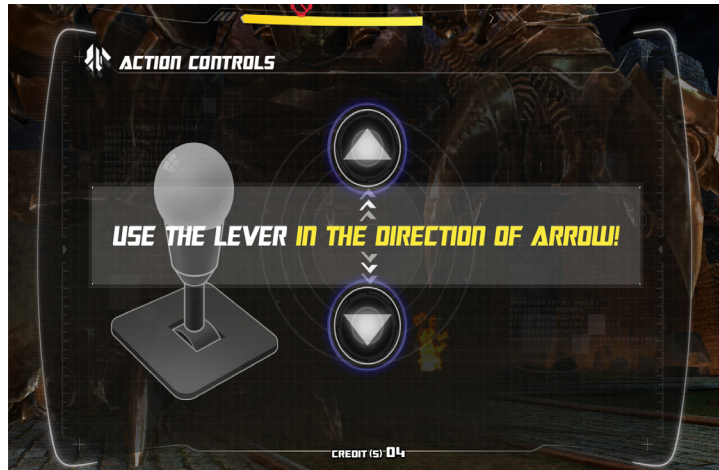 ACTION CONTROLS
USE THE LEVER IN THE DIRECTION OF ARROW!
CREDIT (S) 04